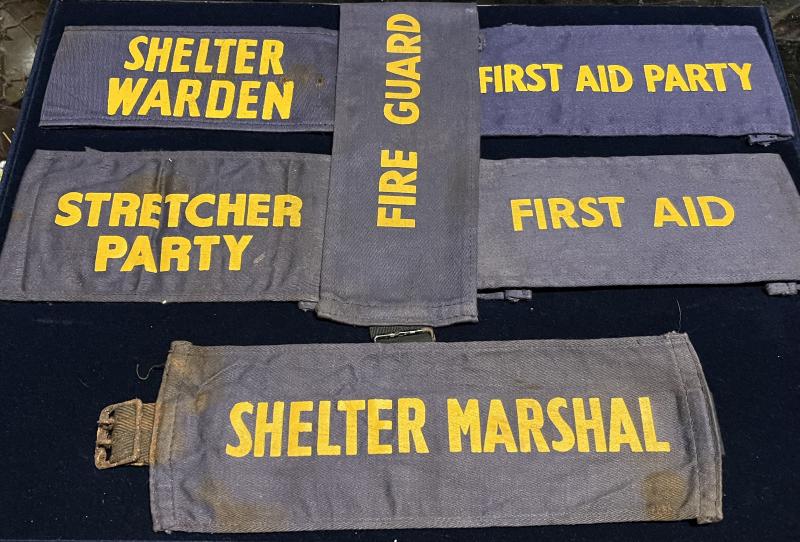 SHELTER
WARDEN
FIRE GUARD
FIRST AID PARTY
STRETCHER
PARTY
FIRST AID
SHELTER MARSHAL